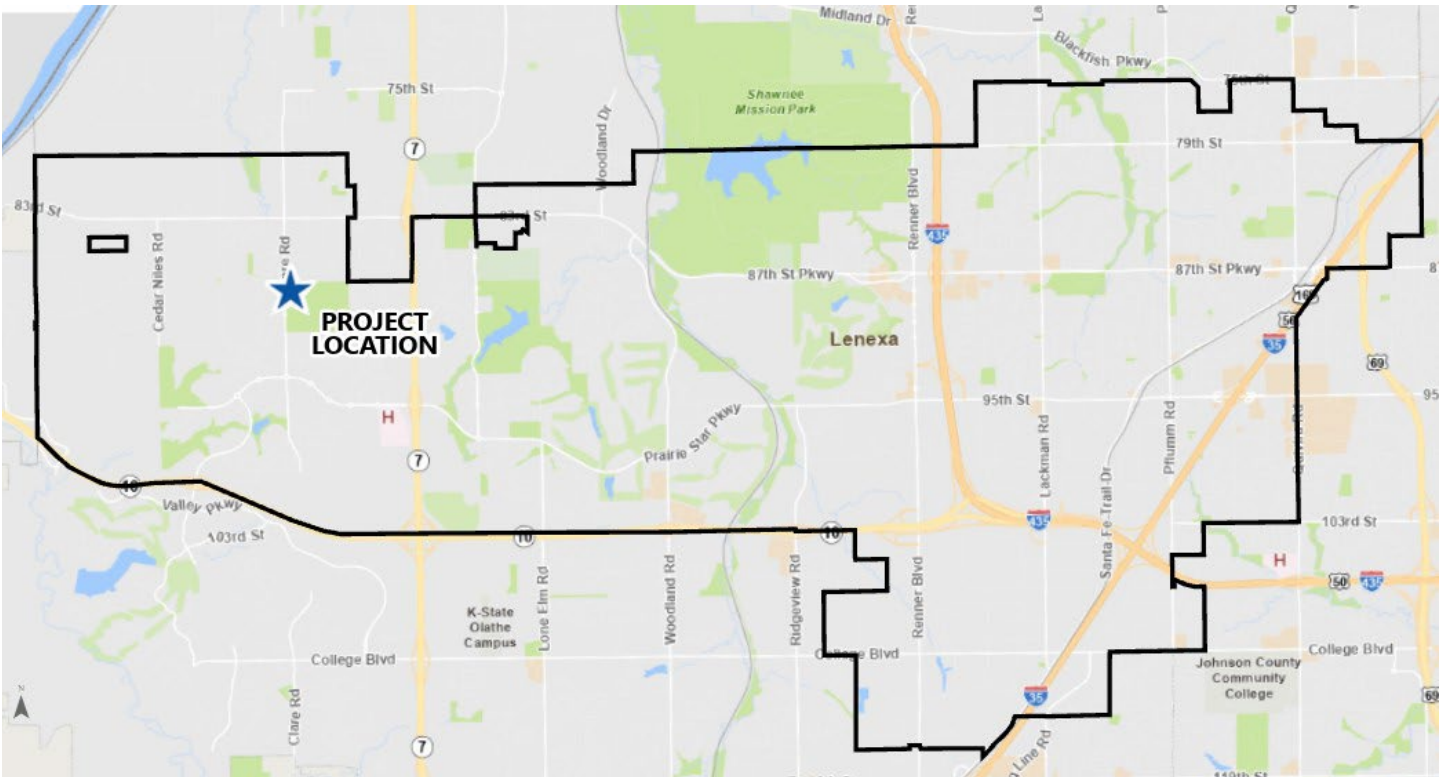 Midland Dr
Blackfish Pkwy
75th St
75th St
Shawnee
Mission Park
7
Woodland Dr
79th St
83rd St
83rd St
Renner Blvd
435
Cedar Niles Rd
87th St Pkwy
87th St Pkwy
PROJECT
LOCATION
Lenexa
35
69
H
95th St
95
Prairie Star Pkwy
Lackman Rd
Pflumm Rd
7
10
Valley Pkwy
103rd St
10
10
435
Santa Fe Trail Dr
103rd St
H
50
435
K-State
Olathe
Campus
Lone Elm Rd
Woodland Rd
Ridgeview Rd
Renner Blvd
College Blvd
College Blvd
College Blvd
Johnson County
Community
College
35
69
Clare Rd
7
N
119th St